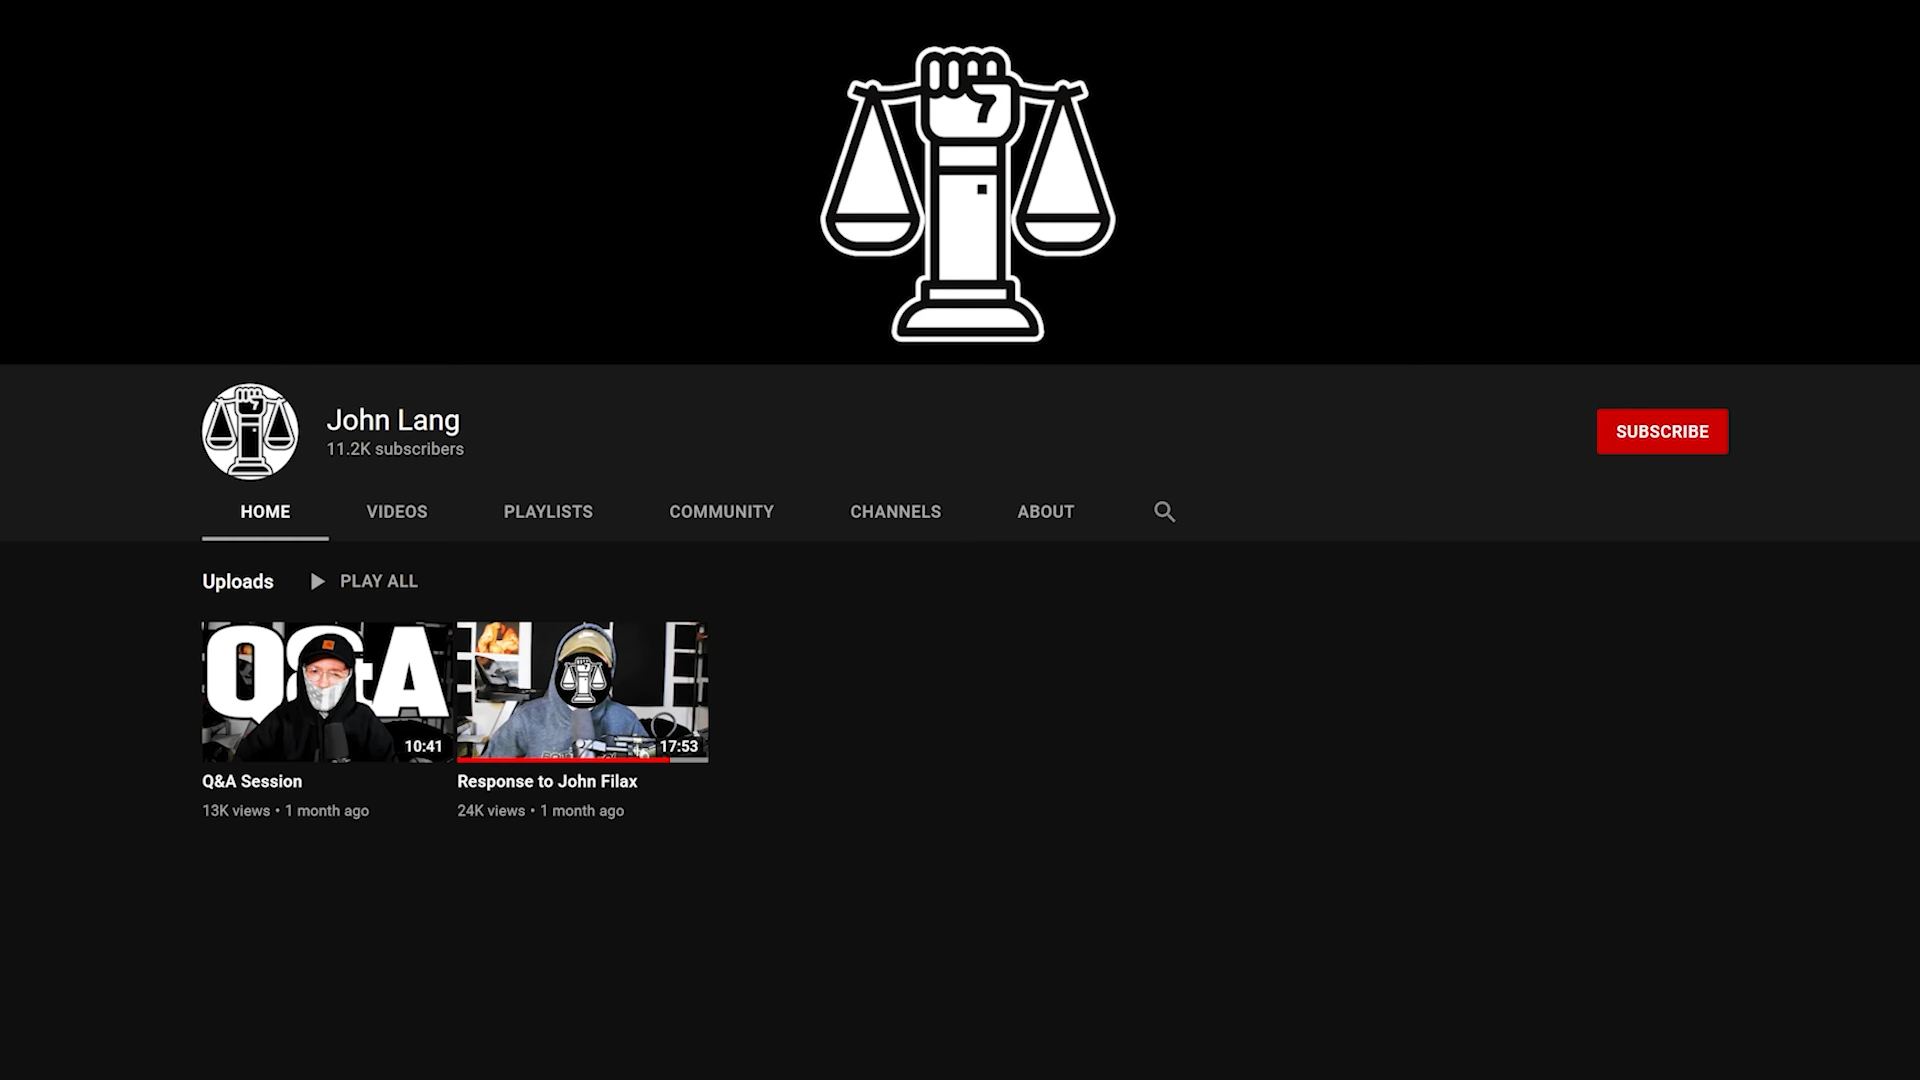 John Lang
11.2K subscribers
SUBSCRIBE
HOME VIDEOS PLAYLISTS COMMUNITY CHANNELS ABOUT
Uploads PLAY ALL
Q&A
10:41
17:53
Q&A Session
13K views • 1 month ago
Response to John Filax
24K views • 1 month ago